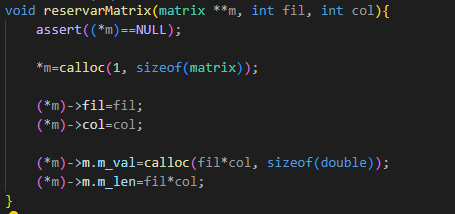 void reservarMatrix(matrix **m, int fil, int col){
    assert((*m)==NULL);
    *m=calloc(1, sizeof(matrix));
    (*m)->fil=fil;
    (*m)->col=col;
    (*m)->m.m_val=calloc(fil*col, sizeof(double));
    (*m)->m.m_len=fil*col;
}